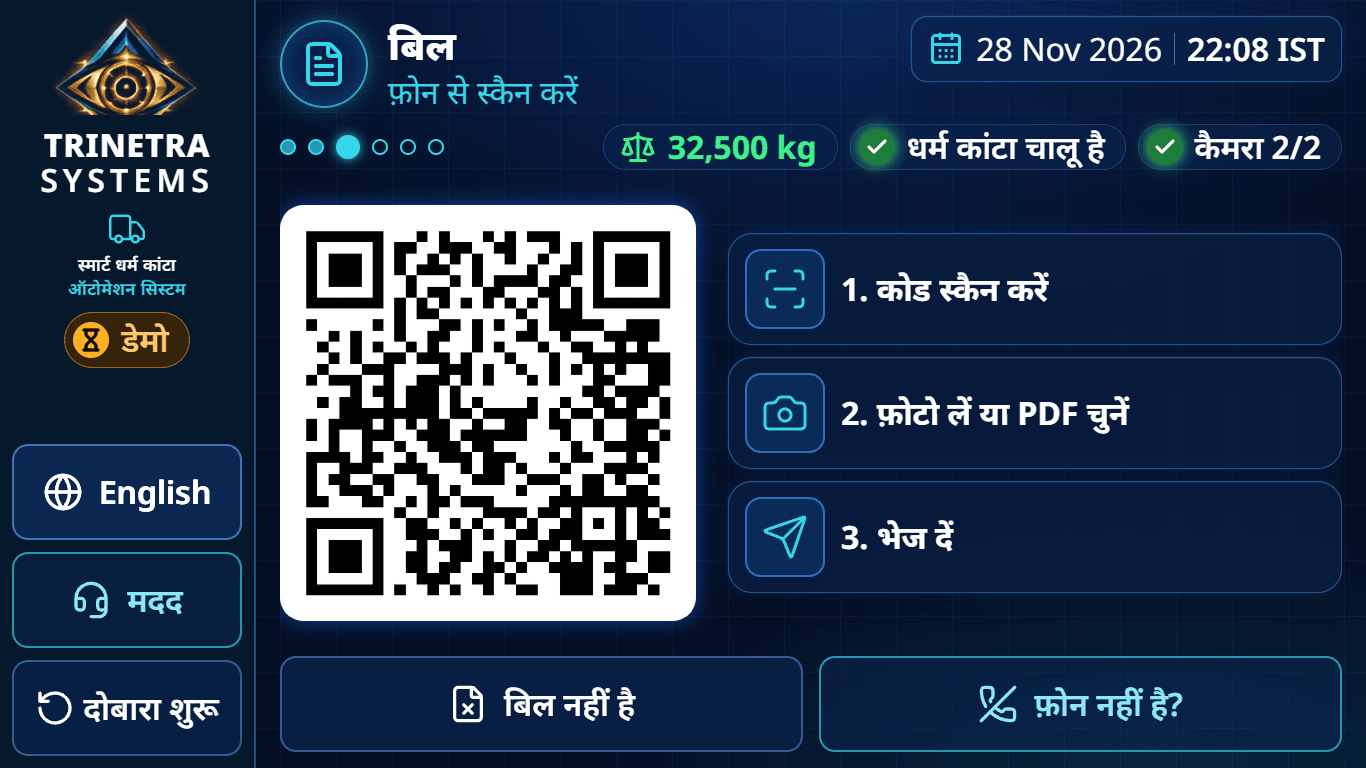 TRINETRA
SYSTEMS
स्मार्ट धर्म कांटा
ऑटोमेशन सिस्टम
डेमो
English
मदद
दोबारा शुरू
बिल
फ़ोन से स्कैन करें
28 Nov 2026
22:08 IST
32,500 kg
धर्म कांटा चालू है
कैमरा 2/2
1. कोड स्कैन करें
2. फ़ोटो लें या PDF चुनें
3. भेज दें
बिल नहीं है
फ़ोन नहीं है?